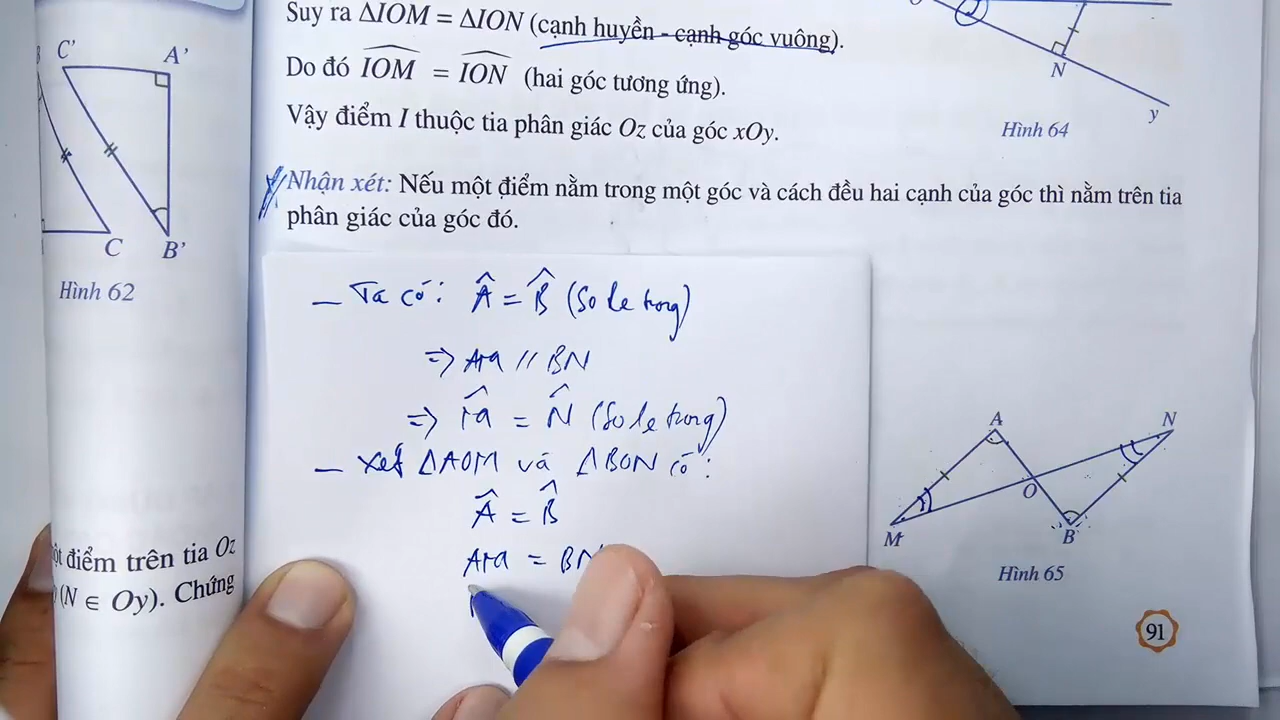 Suy ra ΔIOM = ΔION (cạnh huyền - cạnh góc vuông).
Do đó IOM = ION (hai góc tương ứng).
Vậy điểm I thuộc tia phân giác Oz của góc xOy.
Nhận xét: Nếu một điểm nằm trong một góc và cách đều hai cạnh của góc thì nằm trên tia
phân giác của góc đó.
C'
A'
C
B'
Hình 62
điểm trên tia Oz
(N ∈ Oy). Chứng
N
y
Hình 64
– Ta có: Â = B̂ (So le trong)
=> AM // BN
=> M̂ = N̂ (So le trong)
– Xét ΔAOM và ΔBON có:
Â = B̂
AM = BN
A
N
O
M
B
Hình 65
91